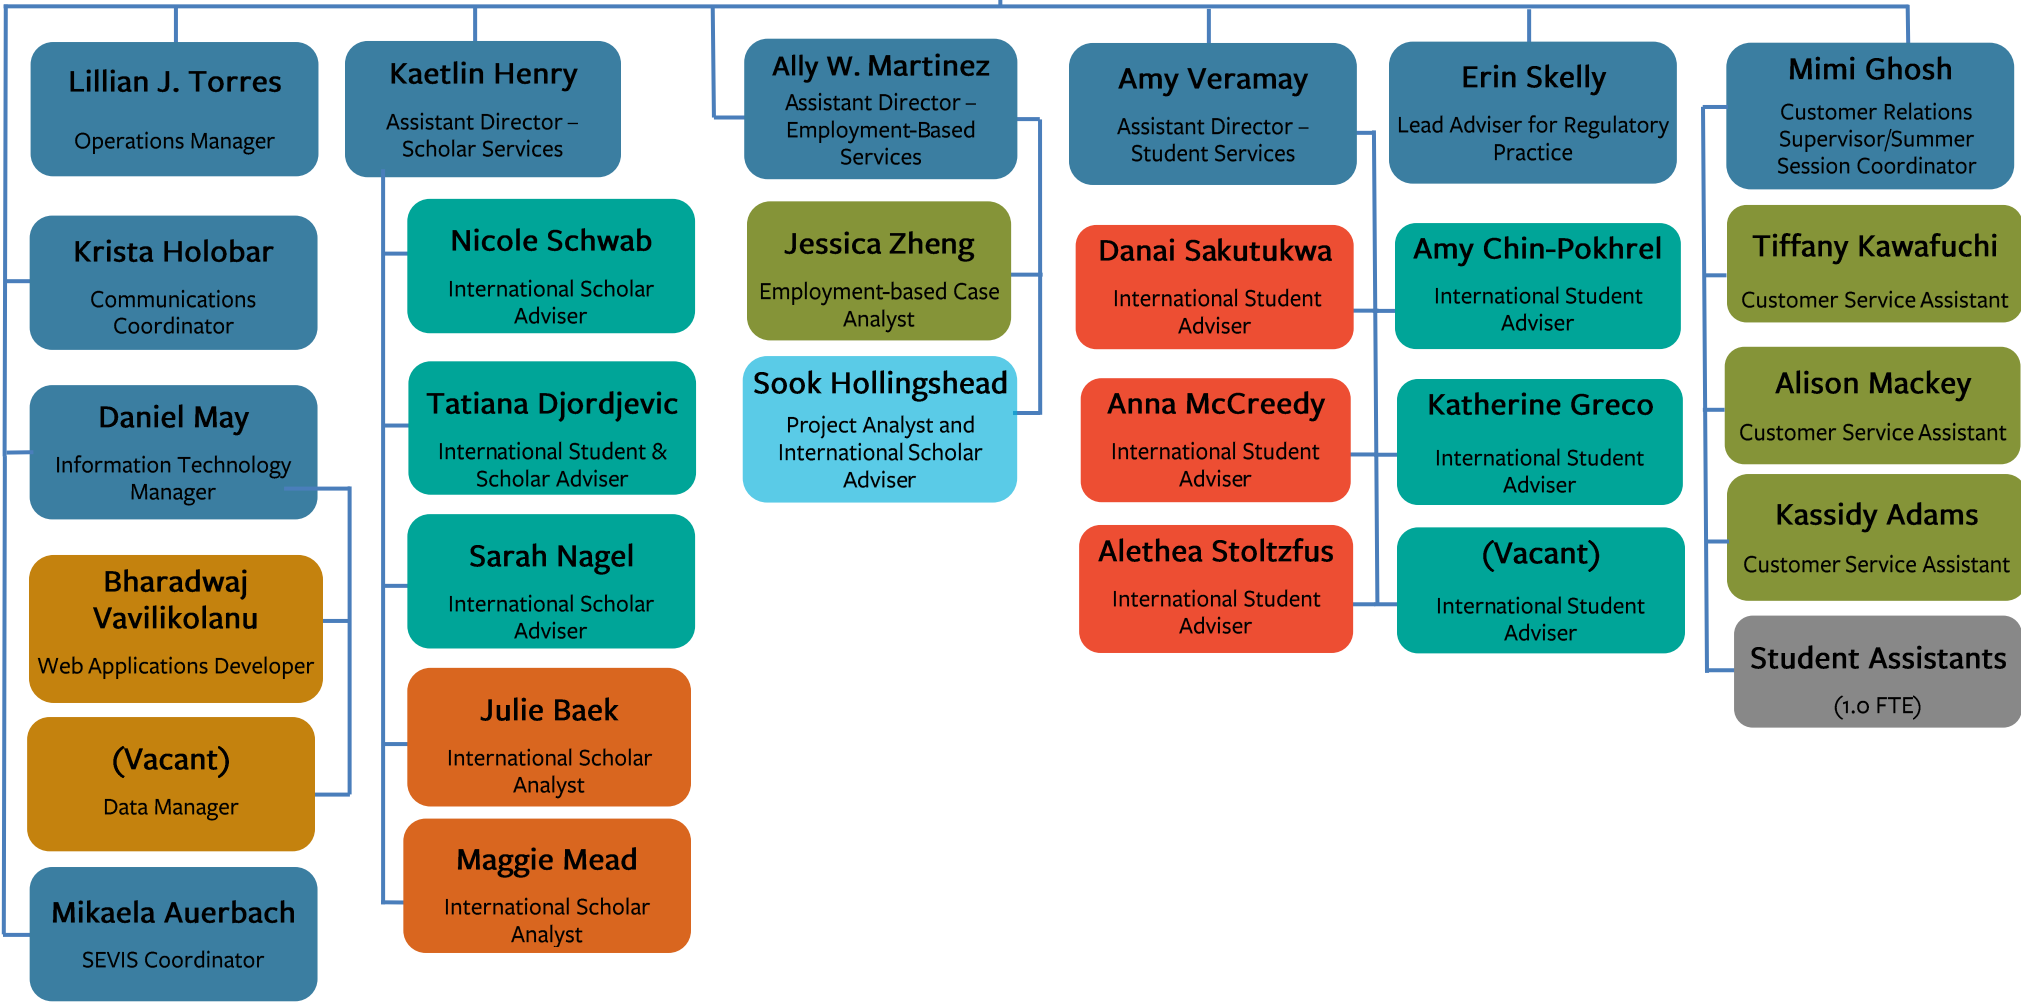 Lillian J. Torres
Operations Manager
Krista Holobar
Communications
Coordinator
Daniel May
Information Technology
Manager
Bharadwaj
Vavilikolanu
Web Applications Developer
(Vacant)
Data Manager
Mikaela Auerbach
SEVIS Coordinator
Kaetlin Henry
Assistant Director –
Scholar Services
Nicole Schwab
International Scholar
Adviser
Tatiana Djordjevic
International Student &
Scholar Adviser
Sarah Nagel
International Scholar
Adviser
Julie Baek
International Scholar
Analyst
Maggie Mead
International Scholar
Analyst
Ally W. Martinez
Assistant Director –
Employment-Based
Services
Jessica Zheng
Employment-based Case
Analyst
Sook Hollingshead
Project Analyst and
International Scholar
Adviser
Amy Veramay
Assistant Director –
Student Services
Danai Sakutukwa
International Student
Adviser
Anna McCreedy
International Student
Adviser
Alethea Stoltzfus
International Student
Adviser
Erin Skelly
Lead Adviser for Regulatory
Practice
Amy Chin-Pokhrel
International Student
Adviser
Katherine Greco
International Student
Adviser
(Vacant)
International Student
Adviser
Mimi Ghosh
Customer Relations
Supervisor/Summer
Session Coordinator
Tiffany Kawafuchi
Customer Service Assistant
Alison Mackey
Customer Service Assistant
Kassidy Adams
Customer Service Assistant
Student Assistants
(1.0 FTE)